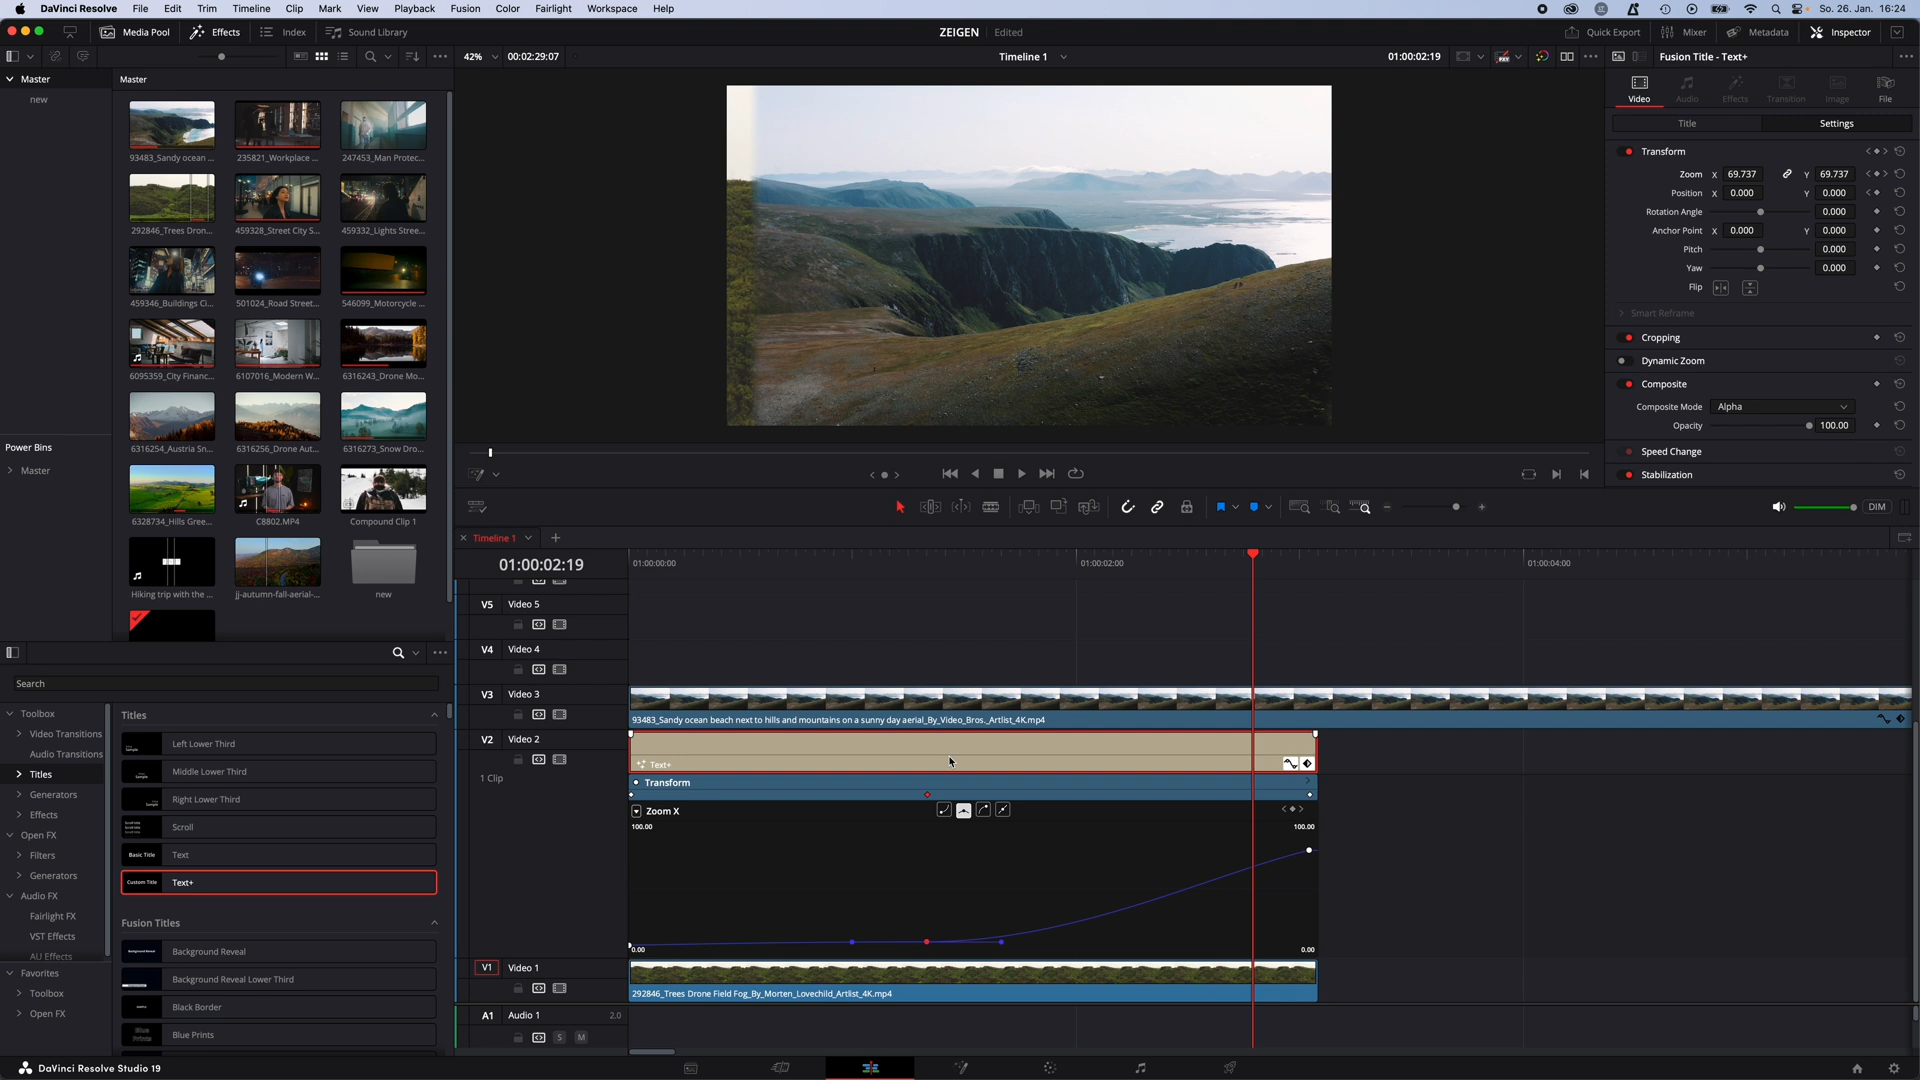 DaVinci Resolve File Edit Trim Timeline Clip Mark View Playback Fusion Color Fairlight Workspace Help So. 26. Jan. 16:24
Media Pool Effects Index Sound Library ZEIGEN Edited Quick Export Mixer Metadata Inspector
42% 00:02:29:07 Timeline 1 01:00:02:19 Fusion Title - Text+
Master Master
new
93483_Sandy ocean ... 235821_Workplace ... 247453_Man Protec...
292846_Trees Dron... 459328_Street City S... 459332_Lights Stree...
459346_Buildings Cl... 501024_Road Street... 546099_Motorcycle ...
6095359_City Financ... 6107016_Modern W... 6316243_Drone Mo...
6316254_Austria Sn... 6316256_Drone Aut... 6316273_Snow Dro...
6328734_Hills Gree... C8802.MP4 Compound Clip 1
Hiking trip with the ... jj-autumn-fall-aerial-... new
Power Bins
Master
Video Audio Effects Transition Image File
Title Settings
Transform
Zoom X 69.737 Y 69.737
Position X 0.000 Y 0.000
Rotation Angle 0.000
Anchor Point X 0.000 Y 0.000
Pitch 0.000
Yaw 0.000
Flip
Smart Reframe
Cropping
Dynamic Zoom
Composite
Composite Mode Alpha
Opacity 100.00
Speed Change
Stabilization
DIM
Timeline 1
01:00:02:19 01:00:00:00 01:00:02:00 01:00:04:00
V5 Video 5
V4 Video 4
V3 Video 3
93483_Sandy ocean beach next to hills and mountains on a sunny day aerial_By_Video_Bros._Artlist_4K.mp4
V2 Video 2
Text+
1 Clip
Transform
Zoom X
100.00 100.00
0.00 0.00
V1 Video 1
292846_Trees Drone Field Fog_By_Morten_Lovechild_Artlist_4K.mp4
A1 Audio 1 2.0
S M
Search
Toolbox
Video Transitions
Audio Transitions
Titles
Generators
Effects
Open FX
Filters
Generators
Audio FX
Fairlight FX
VST Effects
AU Effects
Favorites
Toolbox
Open FX
Titles
Left Lower Third
Middle Lower Third
Right Lower Third
Scroll
Basic Title Text
Custom Title Text+
Fusion Titles
Background Reveal
Background Reveal Lower Third
Black Border
Blue Prints
DaVinci Resolve Studio 19